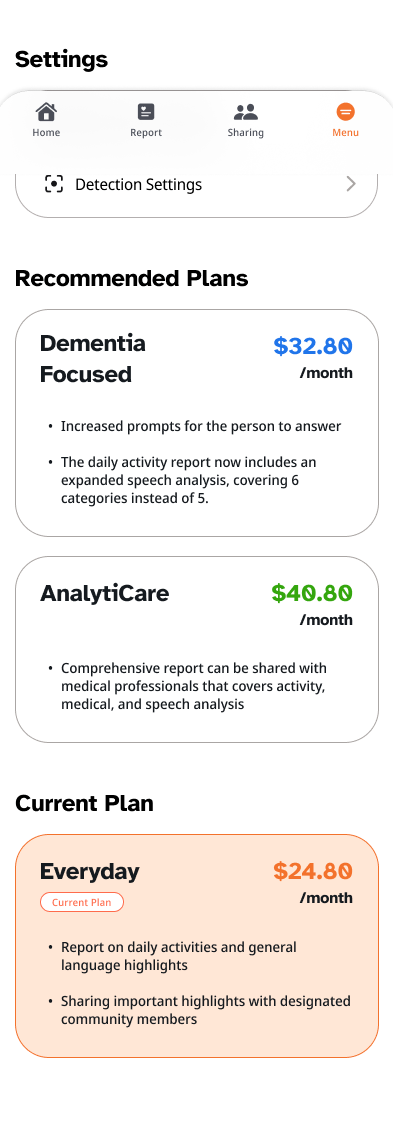 Settings
Home
Report
Sharing
Menu
Detection Settings
Recommended Plans
Dementia
Focused
$32.80
/month
• Increased prompts for the person to answer
• The daily activity report now includes an
expanded speech analysis, covering 6
categories instead of 5.
AnalytiCare
$40.80
/month
• Comprehensive report can be shared with
medical professionals that covers activity,
medical, and speech analysis
Current Plan
Everyday
$24.80
Current Plan
/month
• Report on daily activities and general
language highlights
• Sharing important highlights with designated
community members